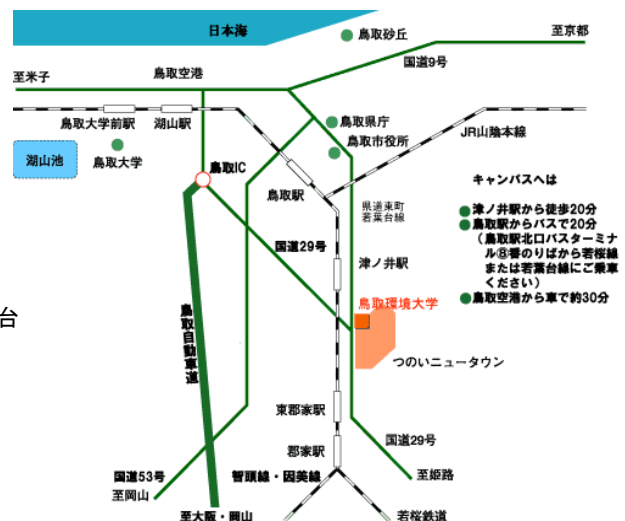 日本海
鳥取砂丘
至京都
国道9号
至米子
鳥取空港
鳥取大学前駅
湖山駅
鳥取県庁
鳥取市役所
JR山陰本線
湖山池
鳥取大学
鳥取IC
鳥取駅
県道東町
若葉台線
キャンパスへは
津ノ井駅から徒歩20分
鳥取駅からバスで20分
(鳥取駅北口バスターミナ
ル⑧番のりばから若桜線
または若葉台線にご乗車
ください)
鳥取空港から車で約30分
国道29号
津ノ井駅
鳥取環境大学
台
鳥取自動車道
つのいニュータウン
東郡家駅
郡家駅
国道29号
国道53号
至岡山
智頭線・因美線
至姫路
至大阪・岡山
若桜鉄道